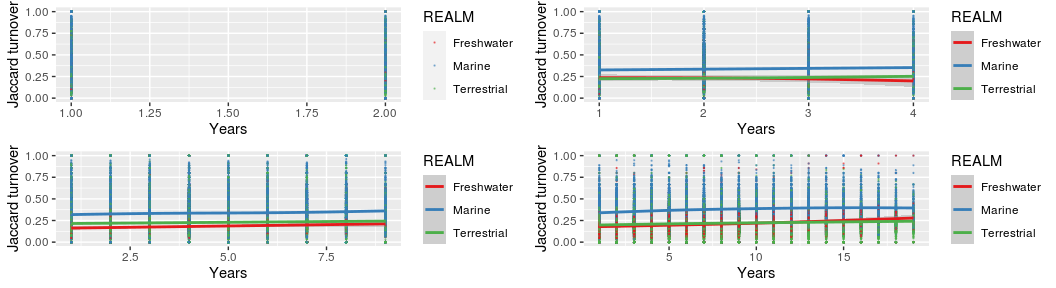 Jaccard turnover
1.00
0.75
0.50
0.25
0.00
1.00 1.25 1.50 1.75 2.00
Years
REALM
Freshwater
Marine
Terrestrial
Jaccard turnover
1.00
0.75
0.50
0.25
0.00
1 2 3 4
Years
REALM
Freshwater
Marine
Terrestrial
Jaccard turnover
1.00
0.75
0.50
0.25
0.00
2.5 5.0 7.5
Years
REALM
Freshwater
Marine
Terrestrial
Jaccard turnover
1.00
0.75
0.50
0.25
0.00
5 10 15
Years
REALM
Freshwater
Marine
Terrestrial